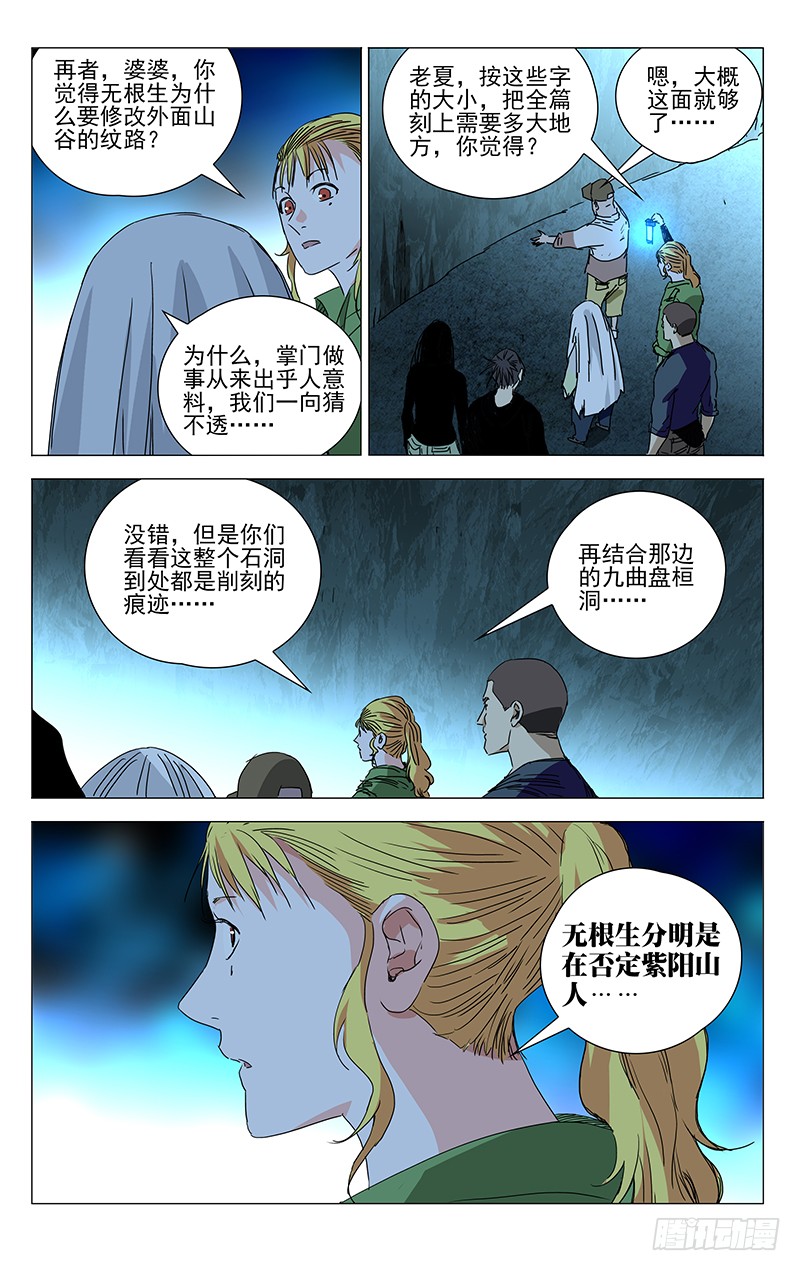 再者，婆婆，你
觉得无根生为什
么要修改外面山
谷的纹路？
为什么，掌门做
事从来出乎人意
料，我们一向猜
不透……
老夏，按这些字
的大小，把全篇
刻上需要多大地
方，你觉得？
嗯，大概
这面就够
了……
没错，但是你们
看看这整个石洞
到处都是削刻的
痕迹……
再结合那边
的九曲盘桓
洞……
无根生分明是
在否定紫阳山
人……
腾讯动漫